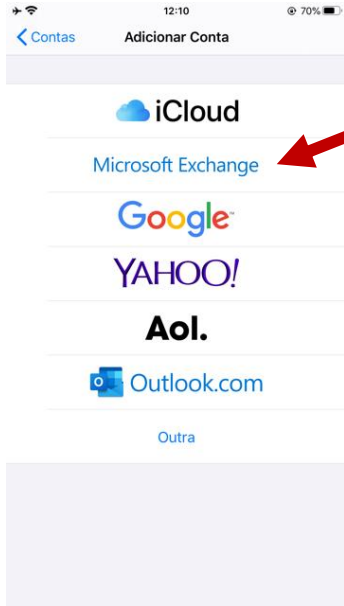 12:10
70%
Contas
Adicionar Conta
iCloud
Microsoft Exchange
Google
YAHOO!
Aol.
Outlook.com
Outra